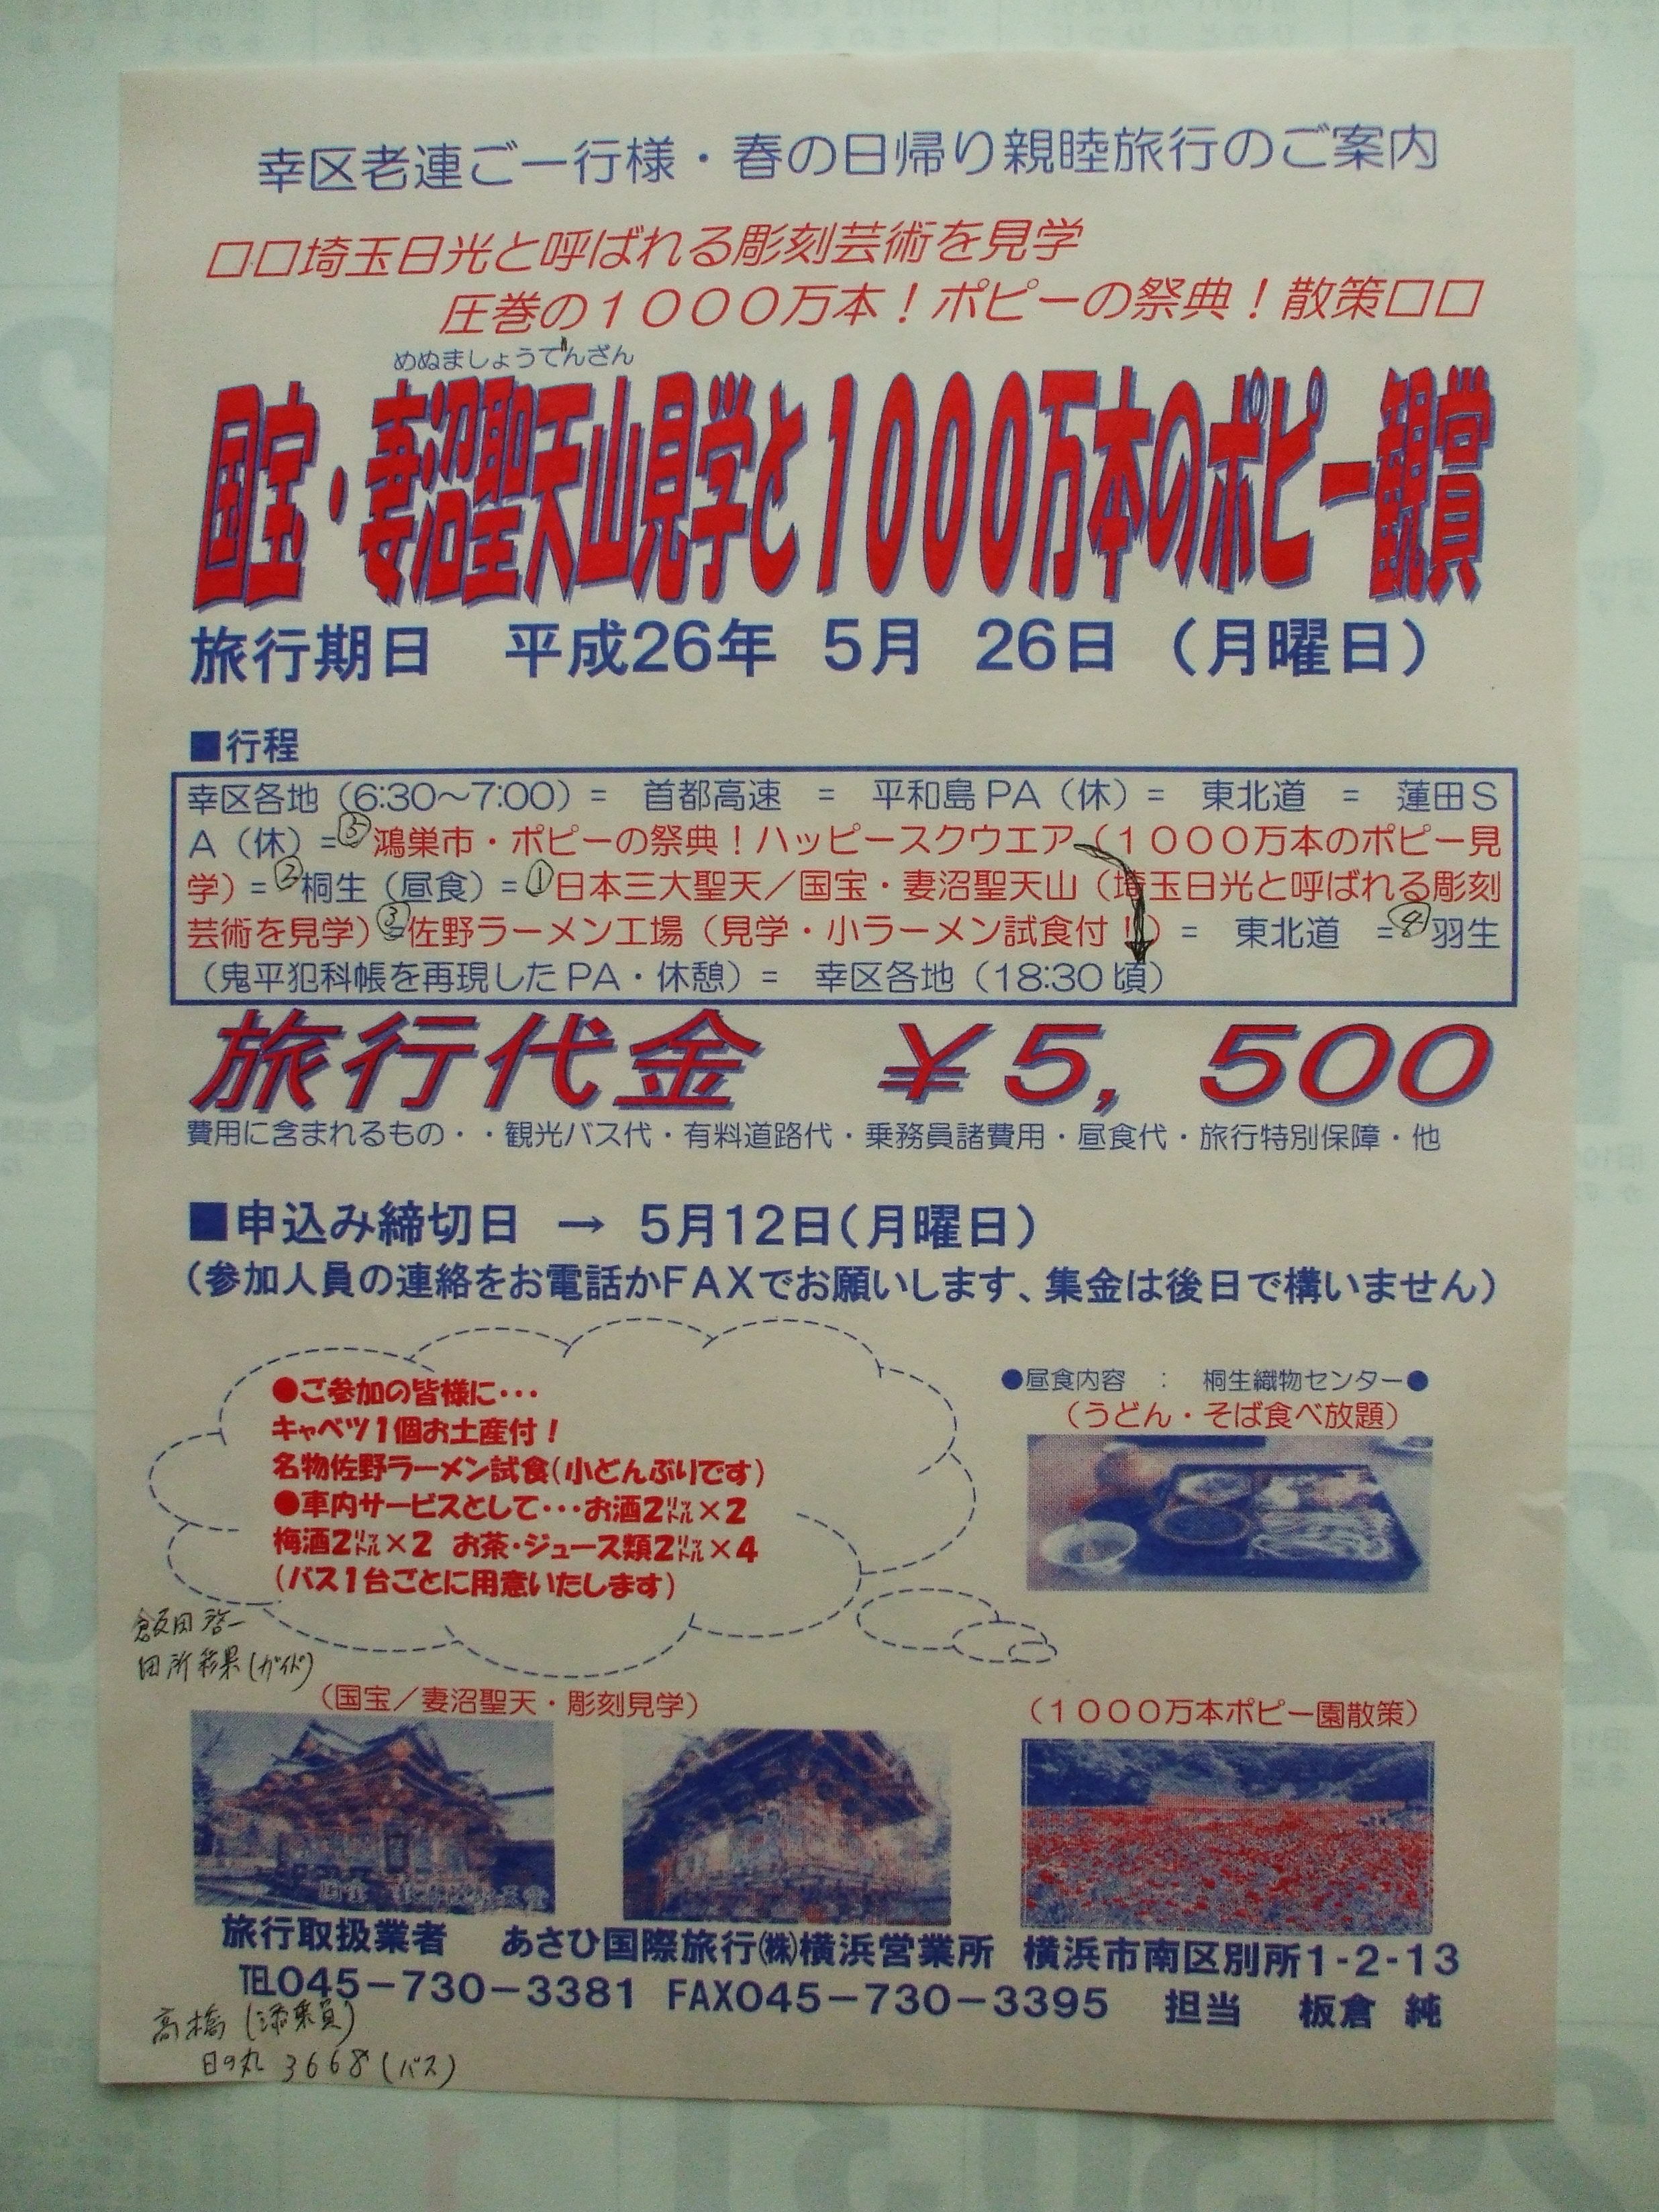 幸区老連ご一行様・春の日帰り親睦旅行のご案内
□□埼玉日光と呼ばれる彫刻芸術を見学
圧巻の１０００万本！ポピーの祭典！散策□□
めぬましょうでんざん
国宝・妻沼聖天山見学と1000万本のポピー観賞
旅行期日　平成26年　5月　26日　（月曜日）
■行程
幸区各地（6:30～7:00）＝　首都高速　＝　平和島PA（休）＝　東北道　＝　蓮田S
A（休）＝⑤鴻巣市・ポピーの祭典！ハッピースクウエア（１０００万本のポピー見
学）＝②桐生（昼食）＝①日本三大聖天／国宝・妻沼聖天山（埼玉日光と呼ばれる彫刻
芸術を見学）③＝佐野ラーメン工場（見学・小ラーメン試食付！）＝　東北道　＝④羽生
（鬼平犯科帳を再現したPA・休憩）＝　幸区各地（18:30頃）
旅行代金　￥5，500
費用に含まれるもの・・観光バス代・有料道路代・乗務員諸費用・昼食代・旅行特別保障・他
■申込み締切日　→　5月12日（月曜日）
（参加人員の連絡をお電話かFAXでお願いします、集金は後日で構いません）
●ご参加の皆様に・・・
キャベツ1個お土産付！
名物佐野ラーメン試食（小どんぶりです）
●車内サービスとして・・・お酒2㍑×2
梅酒2㍑×2　お茶・ジュース類2㍑×4
（バス1台ごとに用意いたします）
●昼食内容　：　桐生織物センター●
（うどん・そば食べ放題）
飯田 啓一
田所 彩果（ガイド）
（国宝／妻沼聖天・彫刻見学）
（１０００万本ポピー園散策）
旅行取扱業者　あさひ国際旅行㈱横浜営業所　横浜市南区別所1-2-13
℡045－730－3381　FAX045－730－3395　担当　板倉　純
高橋（添乗員）
日の丸 3668（バス）